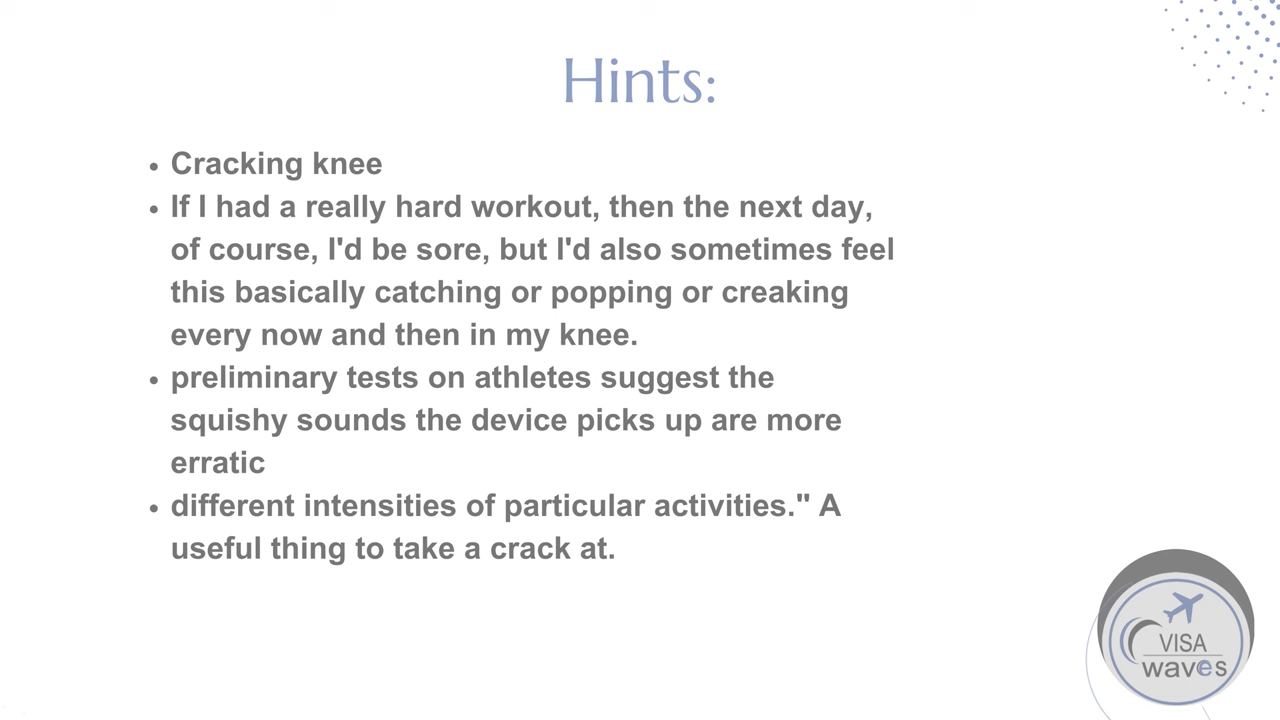 Hints:
• Cracking knee
• If I had a really hard workout, then the next day,
of course, I'd be sore, but I'd also sometimes feel
this basically catching or popping or creaking
every now and then in my knee.
• preliminary tests on athletes suggest the
squishy sounds the device picks up are more
erratic
• different intensities of particular activities." A
useful thing to take a crack at.
VISA
waves